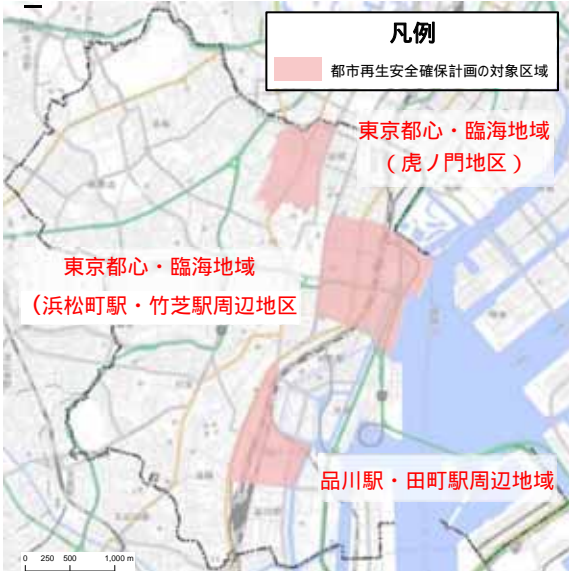 凡例
都市再生安全確保計画の対象区域
東京都心・臨海地域
(虎ノ門地区)
東京都心・臨海地域
(浜松町駅・竹芝駅周辺地区
品川駅・田町駅周辺地域
0 250 500 1,000 m